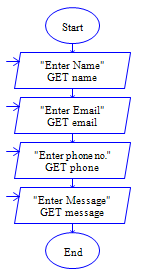 Start
"Enter Name"
GET name
"Enter Email"
GET email
"Enter phone no."
GET phone
"Enter Message"
GET message
End